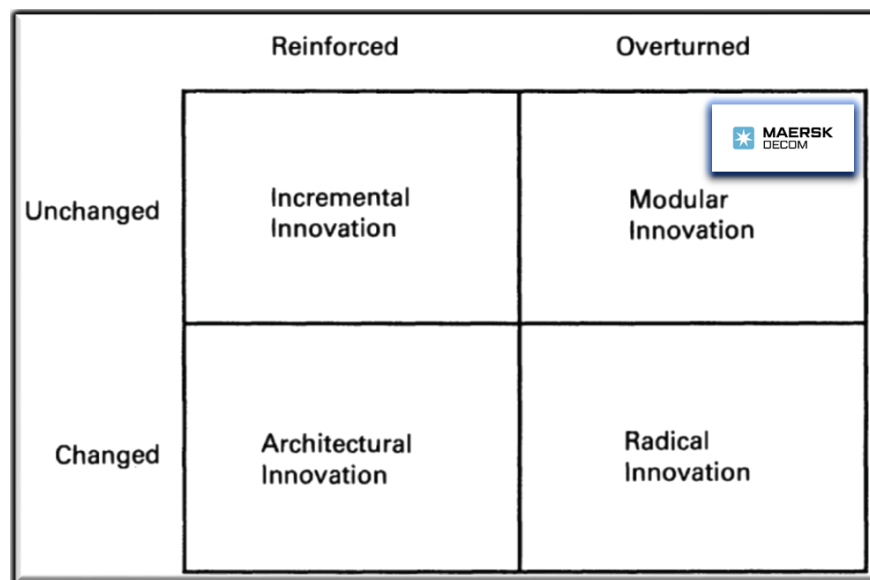 Reinforced
Overturned
MAERSK
DECOM
Unchanged
Incremental
Innovation
Modular
Innovation
Changed
Architectural
Innovation
Radical
Innovation